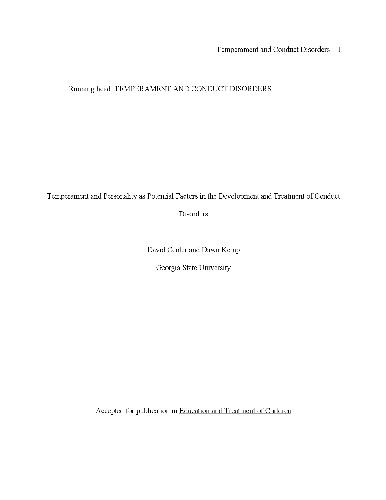 Temperament and Conduct Disorders 1
Running head: TEMPERAMENT AND CONDUCT DISORDERS
Temperament and Personality as Potential Factors in the Development and Treatment of Conduct
Disorders
David Center and Dawn Kemp
Georgia State University
Accepted for publication in Education and Treatment of Children